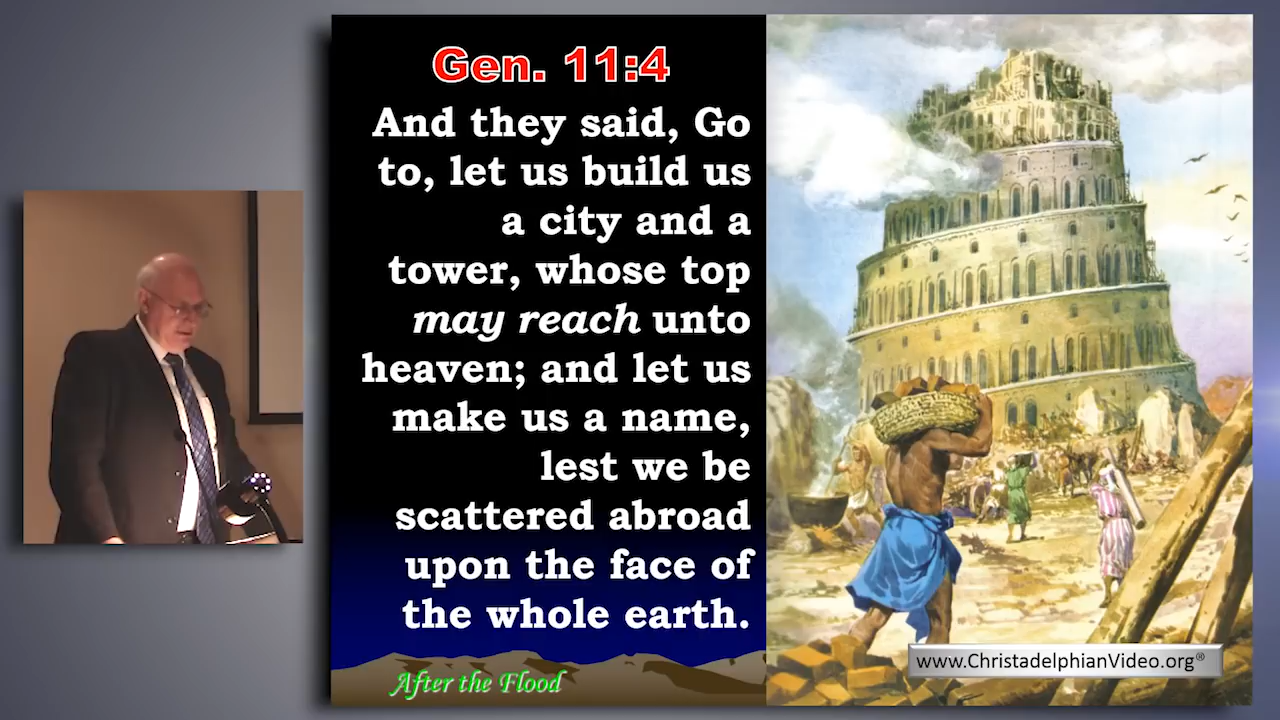 Gen. 11:4
And they said, Go
to, let us build us
a city and a
tower, whose top
may reach unto
heaven; and let us
make us a name,
lest we be
scattered abroad
upon the face of
the whole earth.
After the Flood
www.ChristadelphianVideo.org®